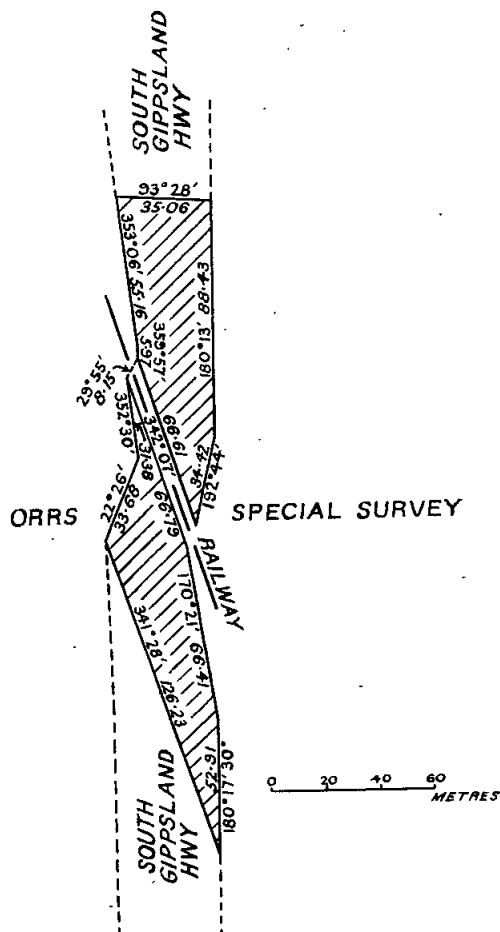 SOUTH
GIPPSLAND
HWY
93°28'
35·06
353°06' 55·16
359°57'
5·97
180°13' 88·43
29°55'
8·15
352°30'
31·38
342°07'
66·61
66·79
34·42
192°44'
22°26'
33·68
ORRS SPECIAL SURVEY
RAILWAY
170°21' 66·41
341°28' 126·23
52·91
180°17'30"
SOUTH
GIPPSLAND
HWY
0 20 40 60
METRES